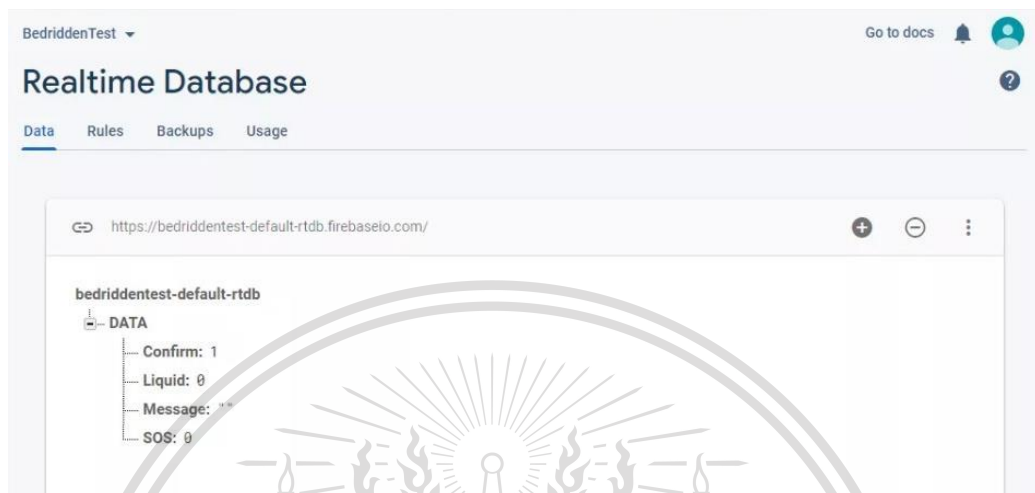 BedriddenTest
Go to docs
Realtime Database
Data Rules Backups Usage
https://bedriddentest-default-rtdb.firebaseio.com/
bedriddentest-default-rtdb
DATA
Confirm: 1
Liquid: 0
Message: ""
SOS: 0